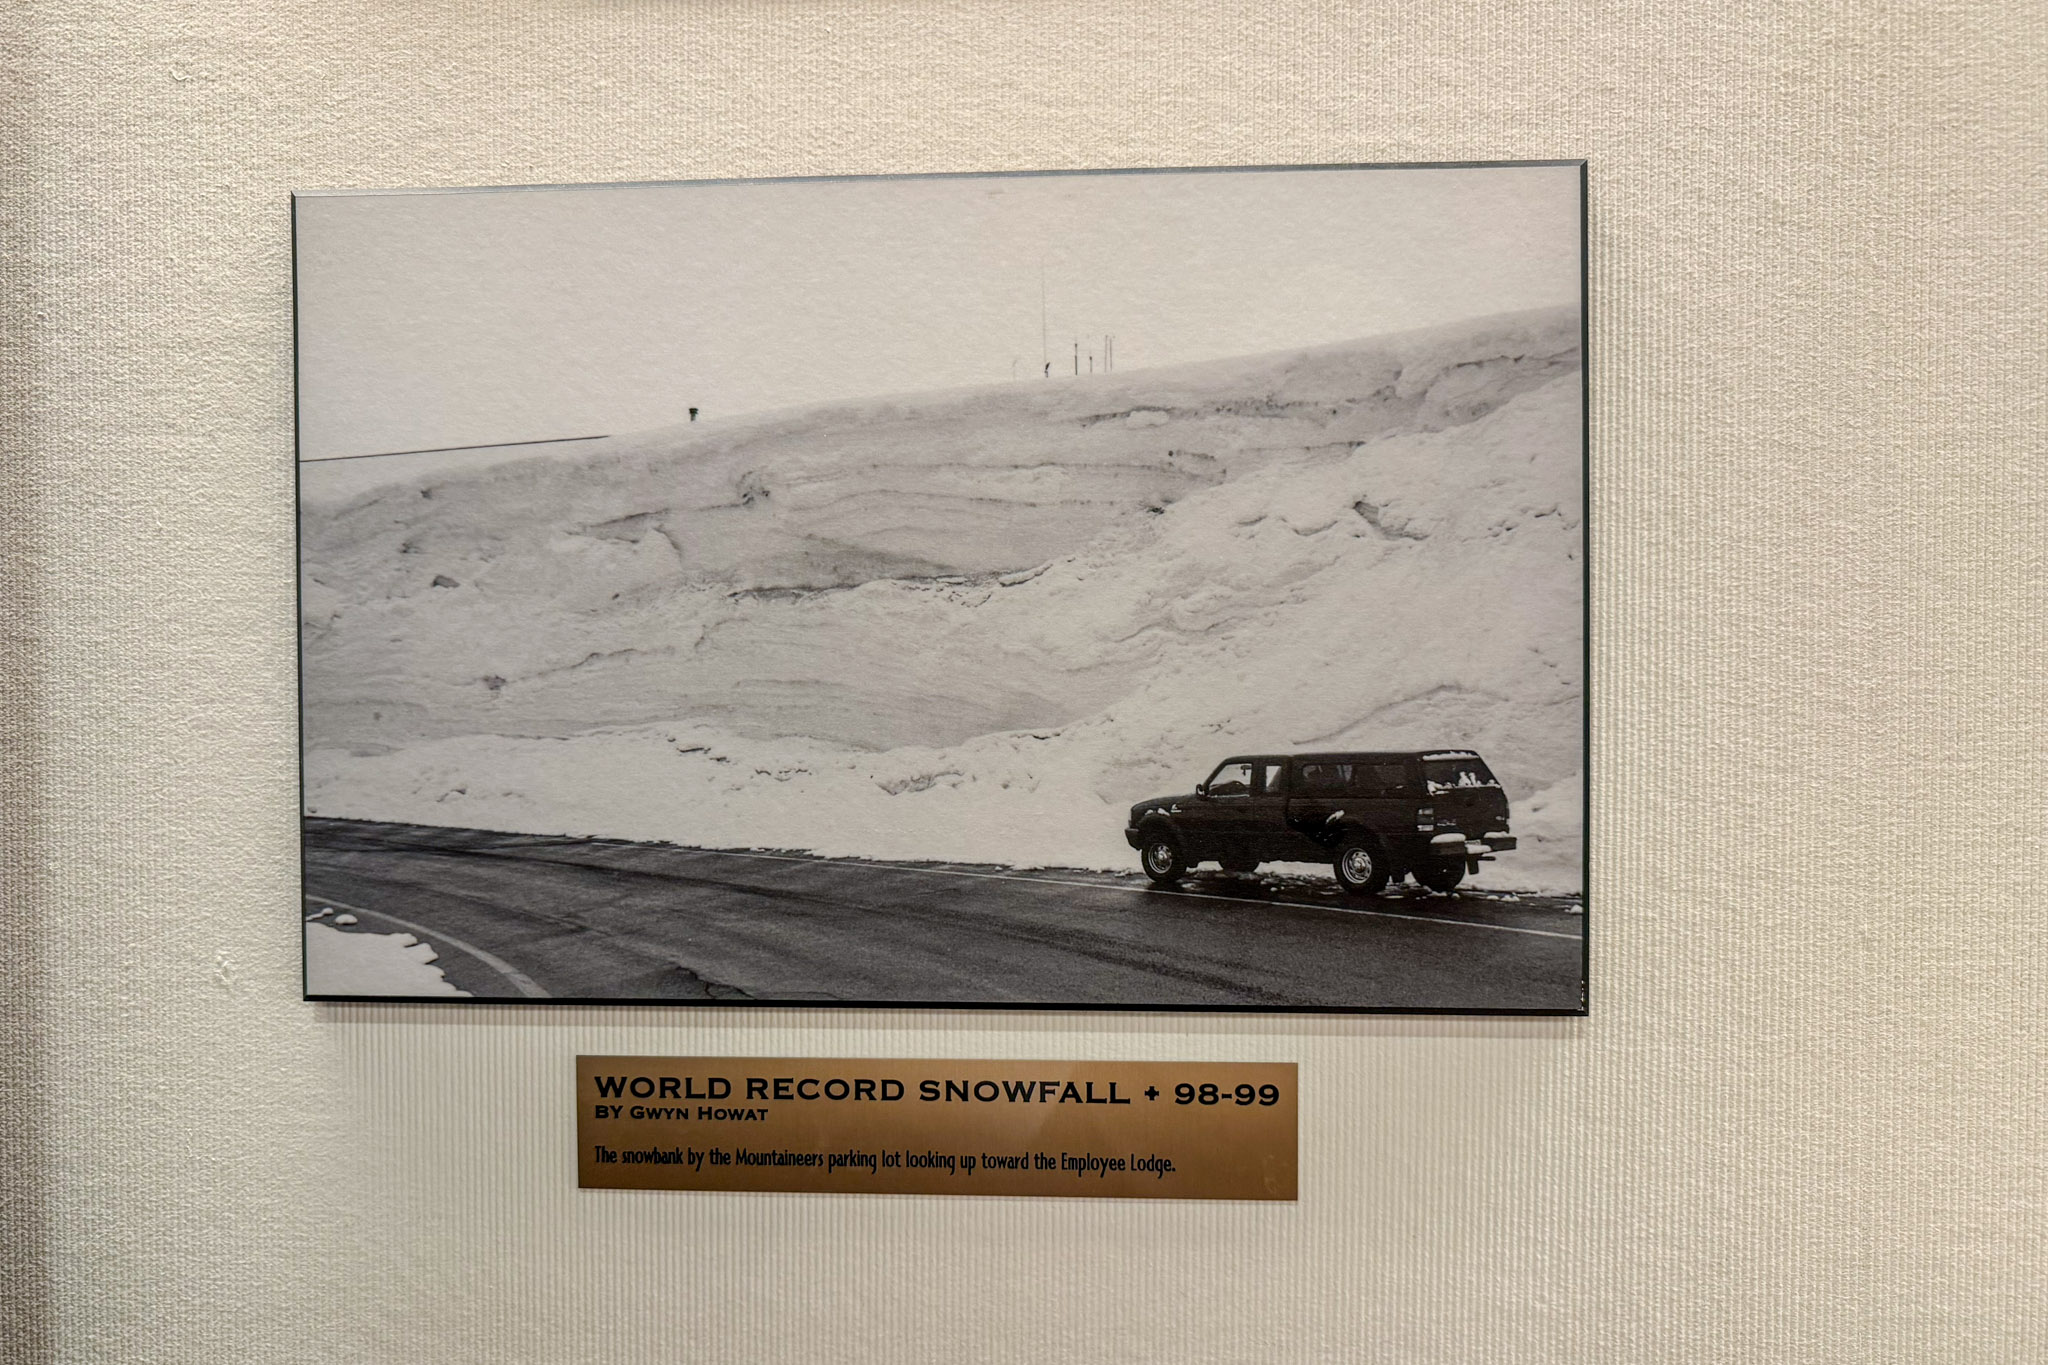 WORLD RECORD SNOWFALL + 98-99
BY GWYN HOWAT
The snowbank by the Mountaineers parking lot looking up toward the Employee Lodge.